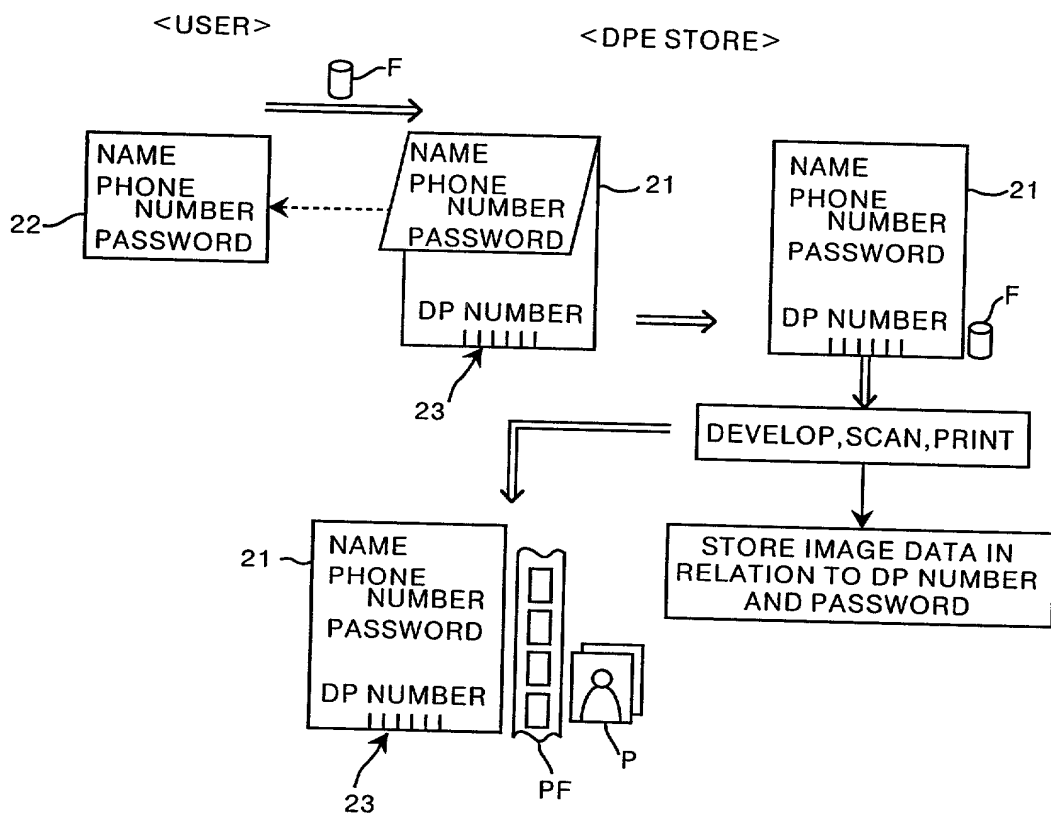 <USER>
<DPE STORE>
F
NAME
PHONE
NUMBER
PASSWORD
22
NAME
PHONE
NUMBER
PASSWORD
21
DP NUMBER
23
NAME
PHONE
NUMBER
PASSWORD
21
DP NUMBER
F
DEVELOP,SCAN,PRINT
STORE IMAGE DATA IN
RELATION TO DP NUMBER
AND PASSWORD
21
NAME
PHONE
NUMBER
PASSWORD
DP NUMBER
23
PF
P